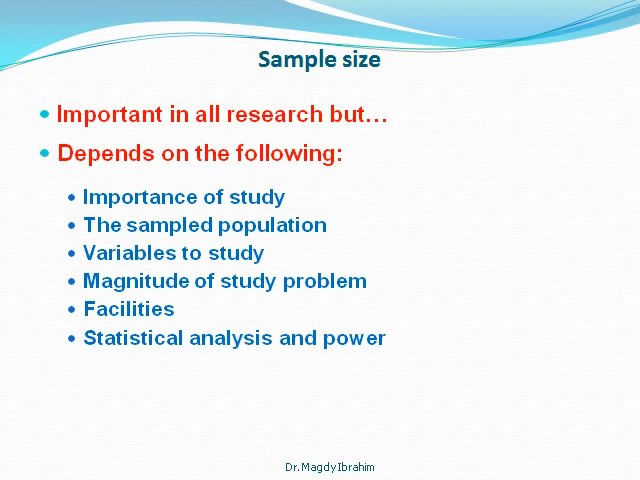 Sample size
• Important in all research but…
• Depends on the following:
• Importance of study
• The sampled population
• Variables to study
• Magnitude of study problem
• Facilities
• Statistical analysis and power
Dr. Magdy Ibrahim